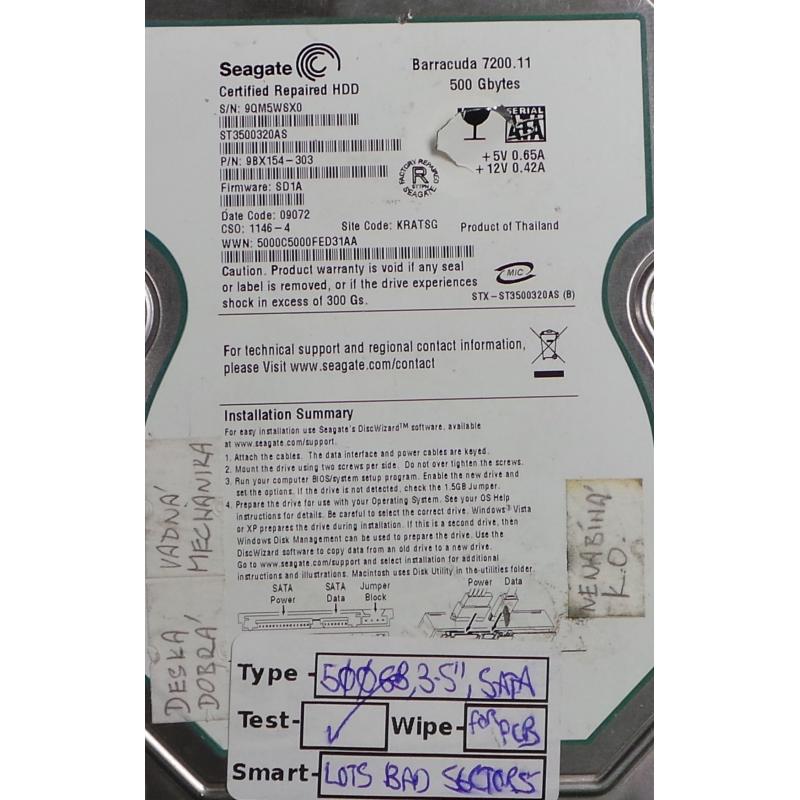 Seagate
Certified Repaired HDD
Barracuda 7200.11
500 Gbytes
S/N: 9QM5WSX0
ST3500320AS
P/N: 9BX154-303
Firmware: SD1A
SERIAL
ATA
+5V 0.65A
+12V 0.42A
FACTORY REPAIRED
R
SEAGATE
Date Code: 09072
CSO: 1146-4
Site Code: KRATSG
Product of Thailand
WWN: 5000C5000FED31AA
Caution. Product warranty is void if any seal
or label is removed, or if the drive experiences
shock in excess of 300 Gs.
MIC
STX-ST3500320AS (B)
For technical support and regional contact information,
please Visit www.seagate.com/contact
Installation Summary
For easy installation use Seagate's DiscWizard™ software, available
at www.seagate.com/support.
1. Attach the cables. The data interface and power cables are keyed.
2. Mount the drive using two screws per side. Do not over tighten the screws.
3. Run your computer BIOS/system setup program. Enable the new drive and
set the options. If the drive is not detected, check the 1.5GB Jumper.
4. Prepare the drive for use with your Operating System. See your OS Help
instructions for details. Be careful to select the correct drive. Windows® Vista
or XP prepares the drive during installation. If this is a second drive, then
Windows Disk Management can be used to prepare the drive. Use the
DiscWizard software to copy data from an old drive to a new drive.
Go to www.seagate.com/support and select installation for additional
instructions and illustrations. Macintosh uses Disk Utility in the-utilities folder.
SATA
Power
SATA
Data
Jumper
Block
Power
Data
VADNÁ
MECHANIKA
DESKA
DOBRÁ
NENABÍHÁ
K.O.
Type - 500GB, 3.5", SATA
Test- ✓ Wipe- for PCB
Smart- LOTS BAD SECTORS